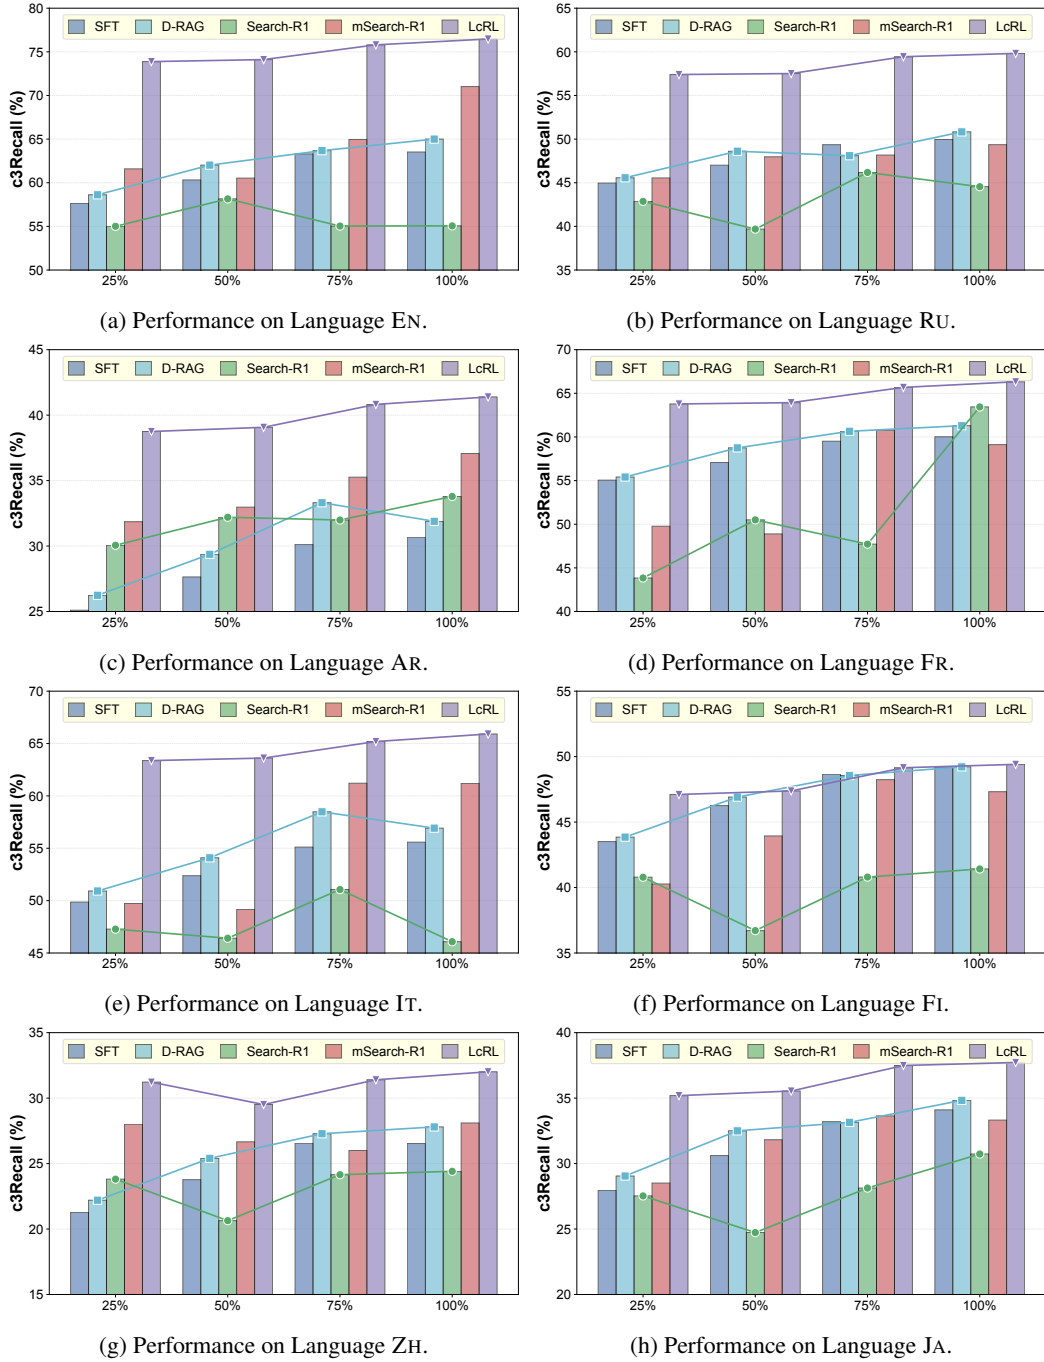 80
75
70
65
60
55
50
c3Recall (%)
SFT D-RAG Search-R1 mSearch-R1 LcRL
25% 50% 75% 100%
(a) Performance on Language EN.
65
60
55
50
45
40
35
c3Recall (%)
SFT D-RAG Search-R1 mSearch-R1 LcRL
25% 50% 75% 100%
(b) Performance on Language RU.
45
40
35
30
25
c3Recall (%)
SFT D-RAG Search-R1 mSearch-R1 LcRL
25% 50% 75% 100%
(c) Performance on Language AR.
70
65
60
55
50
45
40
c3Recall (%)
SFT D-RAG Search-R1 mSearch-R1 LcRL
25% 50% 75% 100%
(d) Performance on Language FR.
70
65
60
55
50
45
c3Recall (%)
SFT D-RAG Search-R1 mSearch-R1 LcRL
25% 50% 75% 100%
(e) Performance on Language IT.
55
50
45
40
35
c3Recall (%)
SFT D-RAG Search-R1 mSearch-R1 LcRL
25% 50% 75% 100%
(f) Performance on Language FI.
35
30
25
20
15
c3Recall (%)
SFT D-RAG Search-R1 mSearch-R1 LcRL
25% 50% 75% 100%
(g) Performance on Language ZH.
40
35
30
25
20
c3Recall (%)
SFT D-RAG Search-R1 mSearch-R1 LcRL
25% 50% 75% 100%
(h) Performance on Language JA.